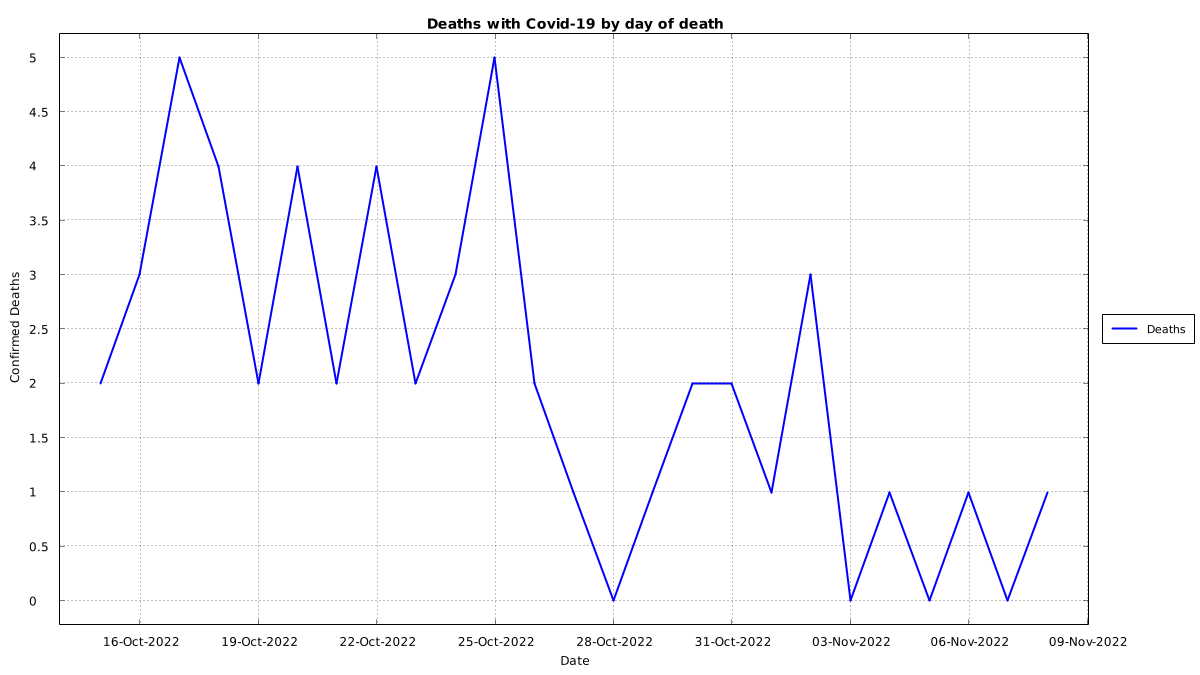 Deaths with Covid-19 by day of death
5
4.5
4
3.5
3
2.5
2
1.5
1
0.5
0
Confirmed Deaths
16-Oct-2022
19-Oct-2022
22-Oct-2022
25-Oct-2022
28-Oct-2022
31-Oct-2022
03-Nov-2022
06-Nov-2022
09-Nov-2022
Date
Deaths